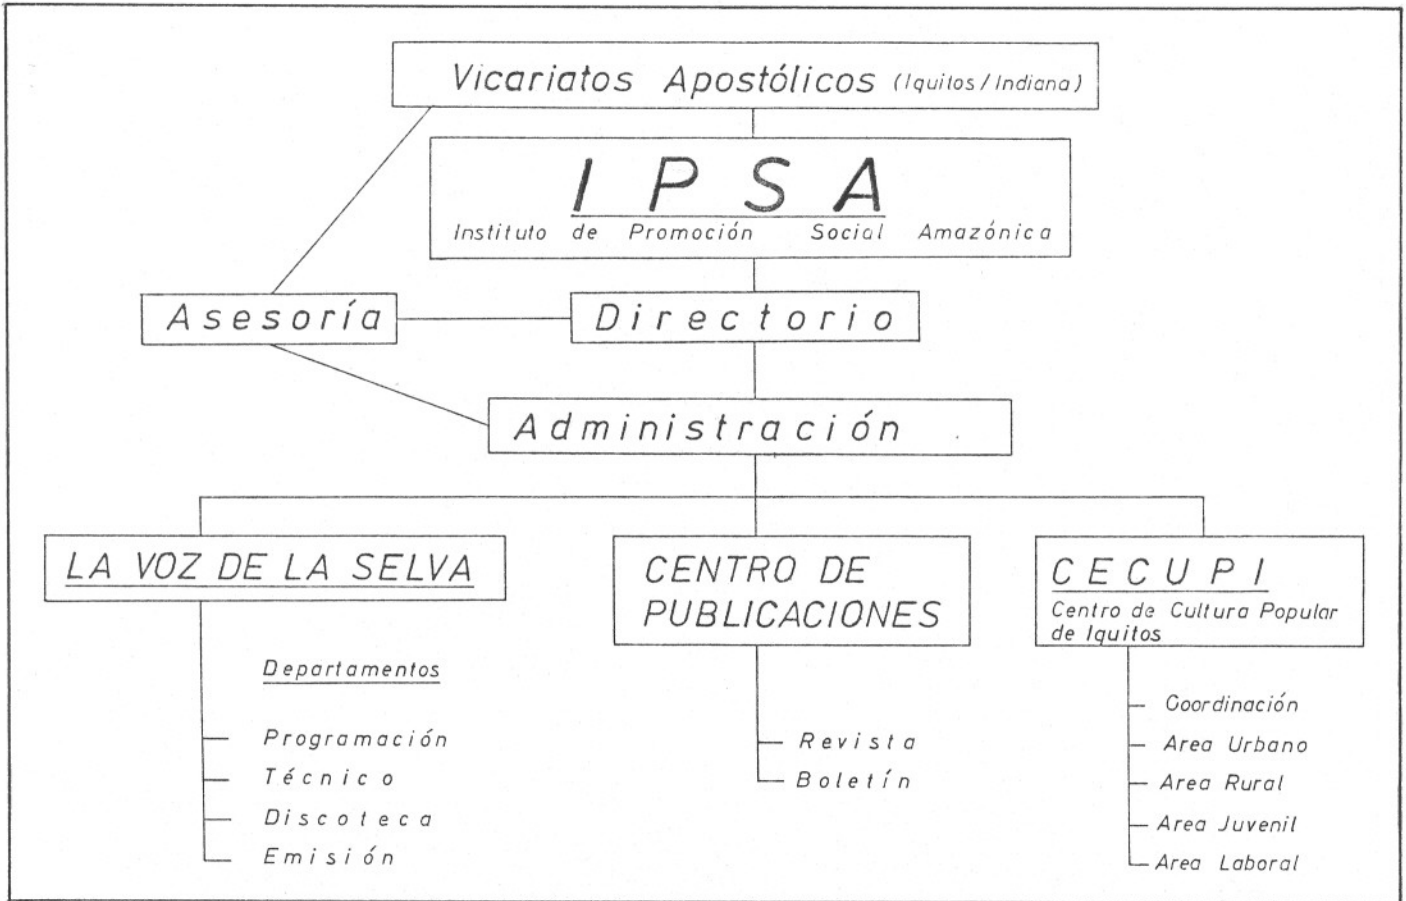 Vicariatos Apostólicos (Iquitos/Indiana)
I P S A
Instituto de Promoción Social Amazónica
Asesoría
Directorio
Administración
LA VOZ DE LA SELVA
Departamentos
Programación
Técnico
Discoteca
Emisión
CENTRO DE
PUBLICACIONES
Revista
Boletín
CECUPI
Centro de Cultura Popular
de Iquitos
Coordinación
Area Urbano
Area Rural
Area Juvenil
Area Laboral